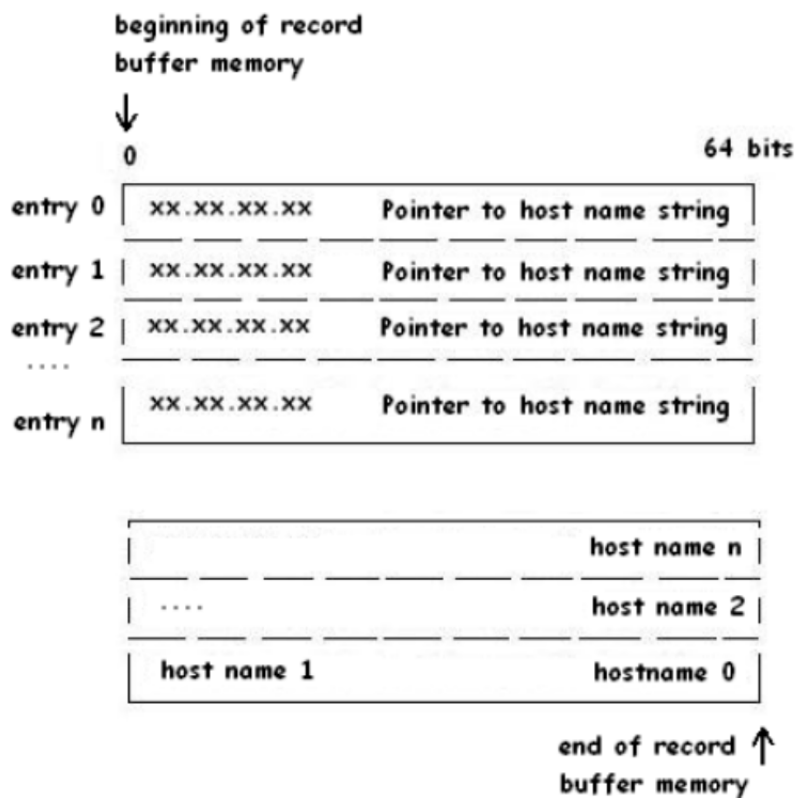 beginning of record
buffer memory
0 64 bits
entry 0 xx.xx.xx.xx Pointer to host name string
entry 1 xx.xx.xx.xx Pointer to host name string
entry 2 xx.xx.xx.xx Pointer to host name string
....
entry n xx.xx.xx.xx Pointer to host name string
host name n
.... host name 2
host name 1 hostname 0
end of record
buffer memory